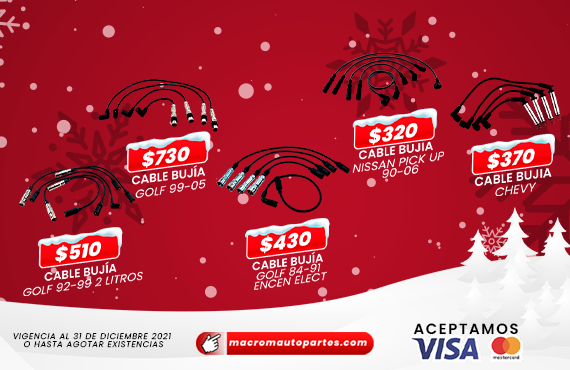 $730
CABLE BUJÍA
GOLF 99-05
$320
CABLE BUJIA
NISSAN PICK UP
90-06
$370
CABLE BUJIA
CHEVY
$510
CABLE BUJÍA
GOLF 92-99 2 LITROS
$430
CABLE BUJÍA
GOLF 84-91
ENCEN ELECT
VIGENCIA AL 31 DE DICIEMBRE 2021
O HASTA AGOTAR EXISTENCIAS
macromautopartes.com
ACEPTAMOS
VISA
mastercard